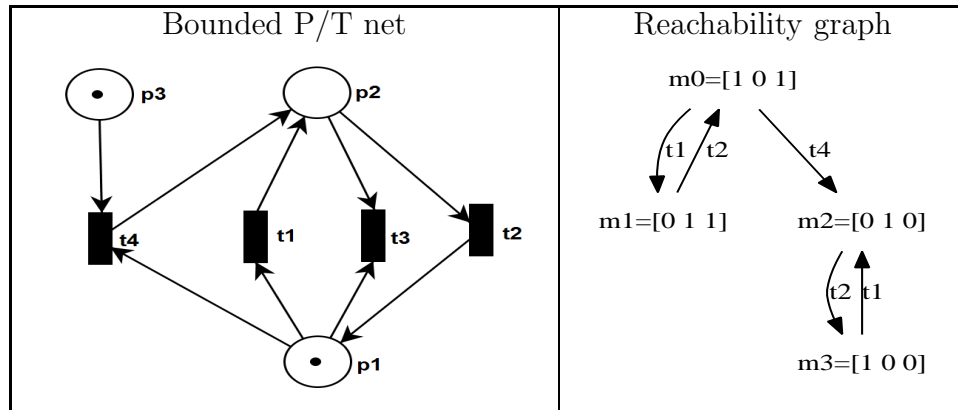 Bounded P/T net
Reachability graph
p3
p2
t4
t1
t3
t2
p1
m0=[1 0 1]
t1
t2
t4
m1=[0 1 1]
m2=[0 1 0]
t2
t1
m3=[1 0 0]